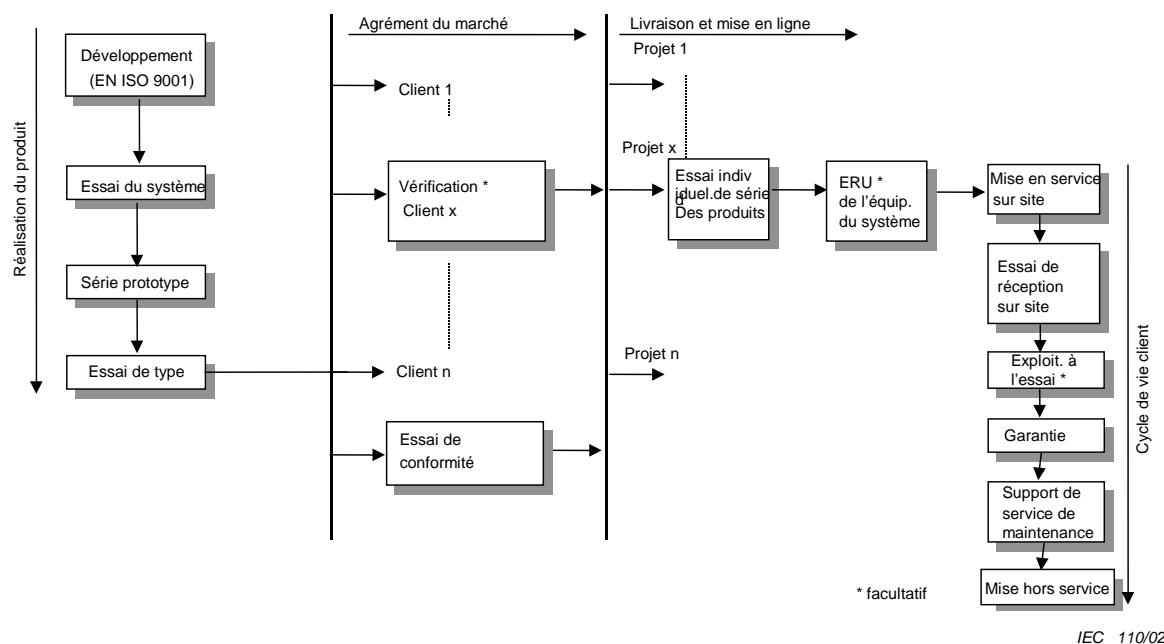 Réalisation du produit
Développement
(EN ISO 9001)
Essai du système
Série prototype
Essai de type
Agrément du marché
Client 1
Vérification *
Client x
Client n
Essai de
conformité
Livraison et mise en ligne
Projet 1
Projet x
Essai indiv
iduel.de série
d
Des produits
Projet n
ERU *
de l'équip.
du système
Mise en service
sur site
Essai de
réception
sur site
Exploit. à
l'essai *
Garantie
Support de
service de
maintenance
Mise hors service
Cycle de vie client
* facultatif
IEC 110/02